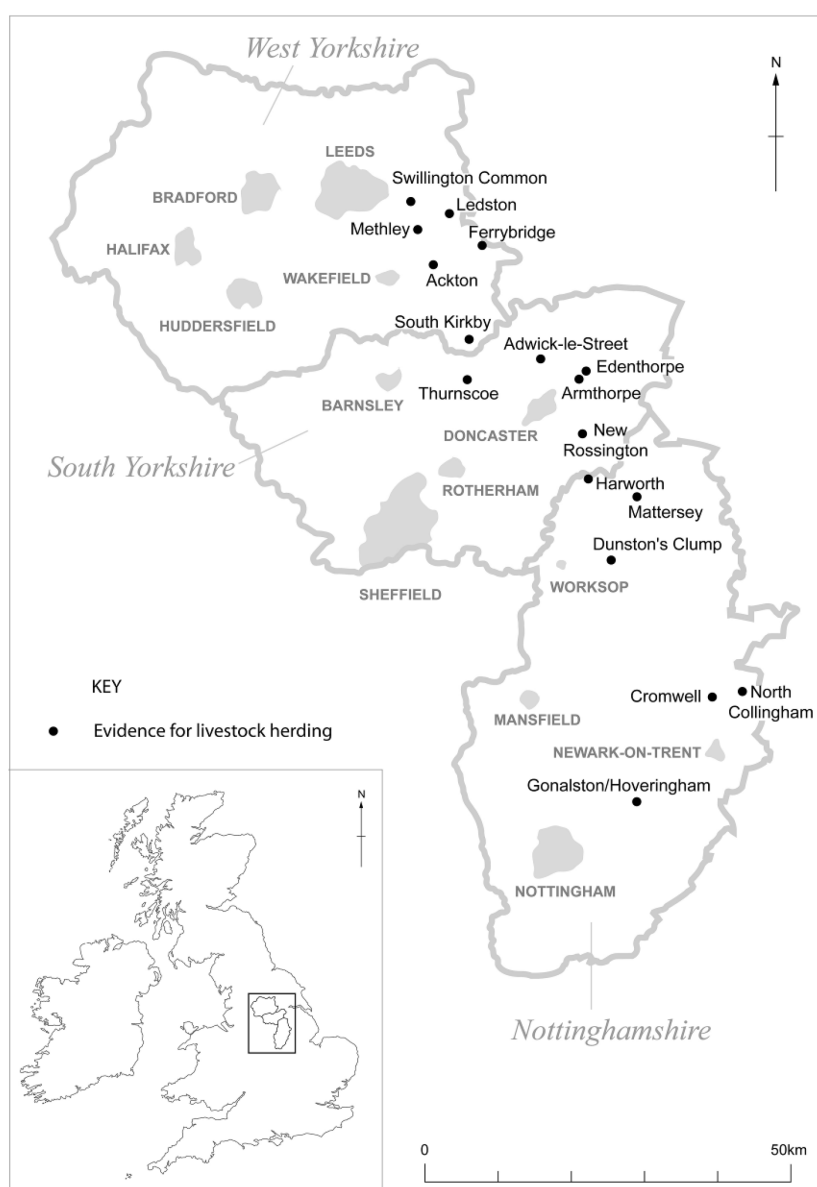 West Yorkshire
N
LEEDS
Swillington Common
BRADFORD
Ledston
Methley
Ferrybridge
HALIFAX
WAKEFIELD
Ackton
HUDDERSFIELD
South Kirkby
Adwick-le-Street
Edenthorpe
Thurnscoe
Armthorpe
BARNSLEY
DONCASTER
New
Rossington
South Yorkshire
ROTHERHAM
Harworth
Mattersey
Dunston's Clump
WORKSOP
SHEFFIELD
KEY
Evidence for livestock herding
Cromwell
North
Collingham
MANSFIELD
NEWARK-ON-TRENT
Gonalston/Hoveringham
NOTTINGHAM
Nottinghamshire
N
0
50km